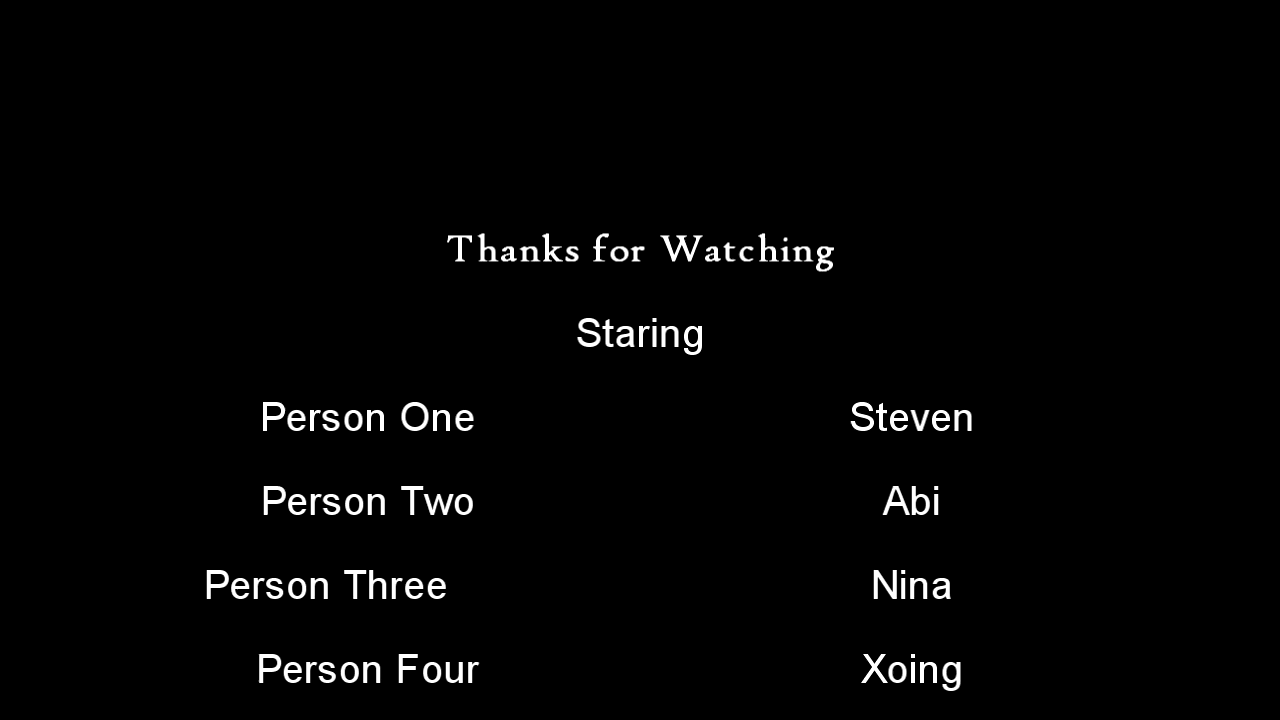 Thanks for Watching
Staring
Person One Steven
Person Two Abi
Person Three Nina
Person Four Xoing